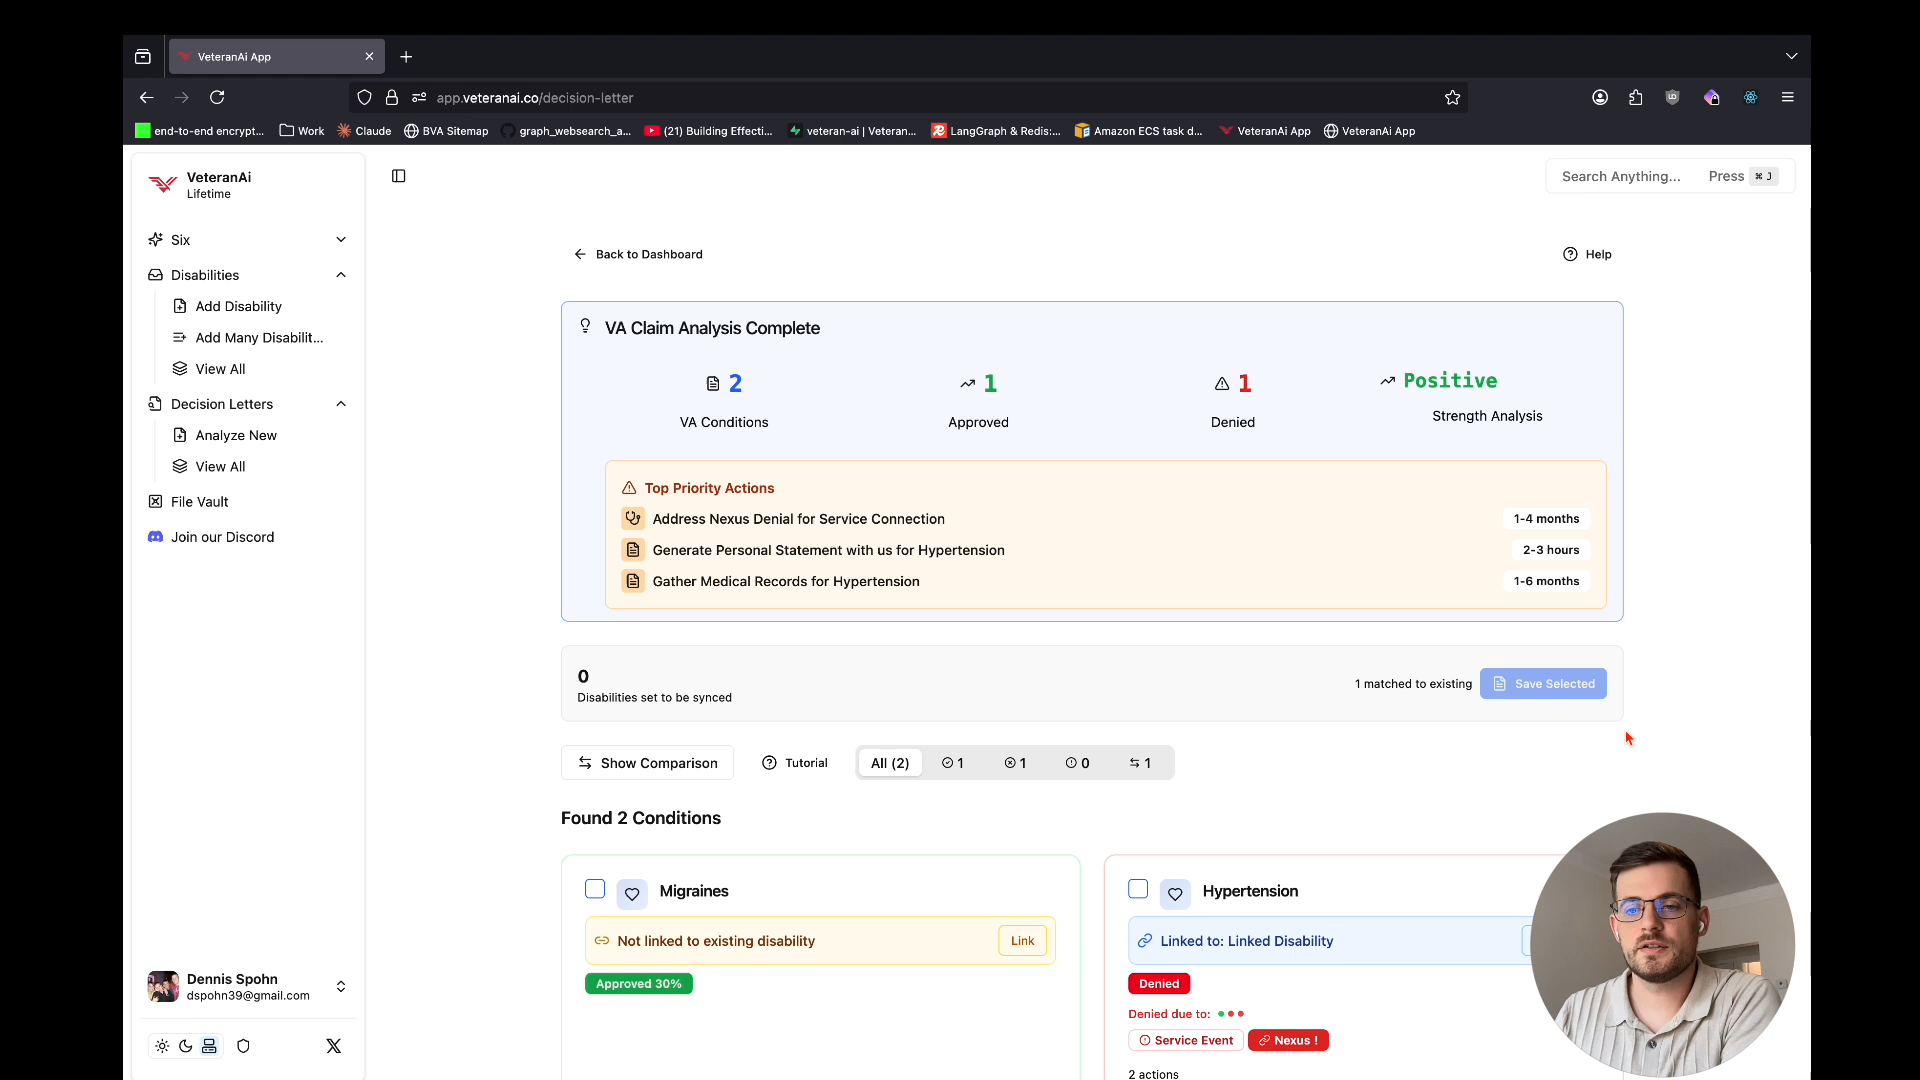 VeteranAi App
app.veteranai.co/decision-letter
end-to-end encrypt...
Work
Claude
BVA Sitemap
graph_websearch_a...
(21) Building Effecti...
veteran-ai | Veteran...
LangGraph & Redis:...
Amazon ECS task d...
VeteranAi App
VeteranAi App
VeteranAi
Lifetime
Search Anything...
Press ⌘ J
Six
Disabilities
Add Disability
Add Many Disabilit...
View All
Decision Letters
Analyze New
View All
File Vault
Join our Discord
Back to Dashboard
Help
VA Claim Analysis Complete
2
VA Conditions
1
Approved
1
Denied
Positive
Strength Analysis
Top Priority Actions
Address Nexus Denial for Service Connection
1-4 months
Generate Personal Statement with us for Hypertension
2-3 hours
Gather Medical Records for Hypertension
1-6 months
0
Disabilities set to be synced
1 matched to existing
Save Selected
Show Comparison
Tutorial
All (2)
1
1
0
1
Found 2 Conditions
Migraines
Not linked to existing disability
Link
Approved 30%
Hypertension
Linked to: Linked Disability
Denied
Denied due to:
Service Event
Nexus !
2 actions
Dennis Spohn
dspohn39@gmail.com